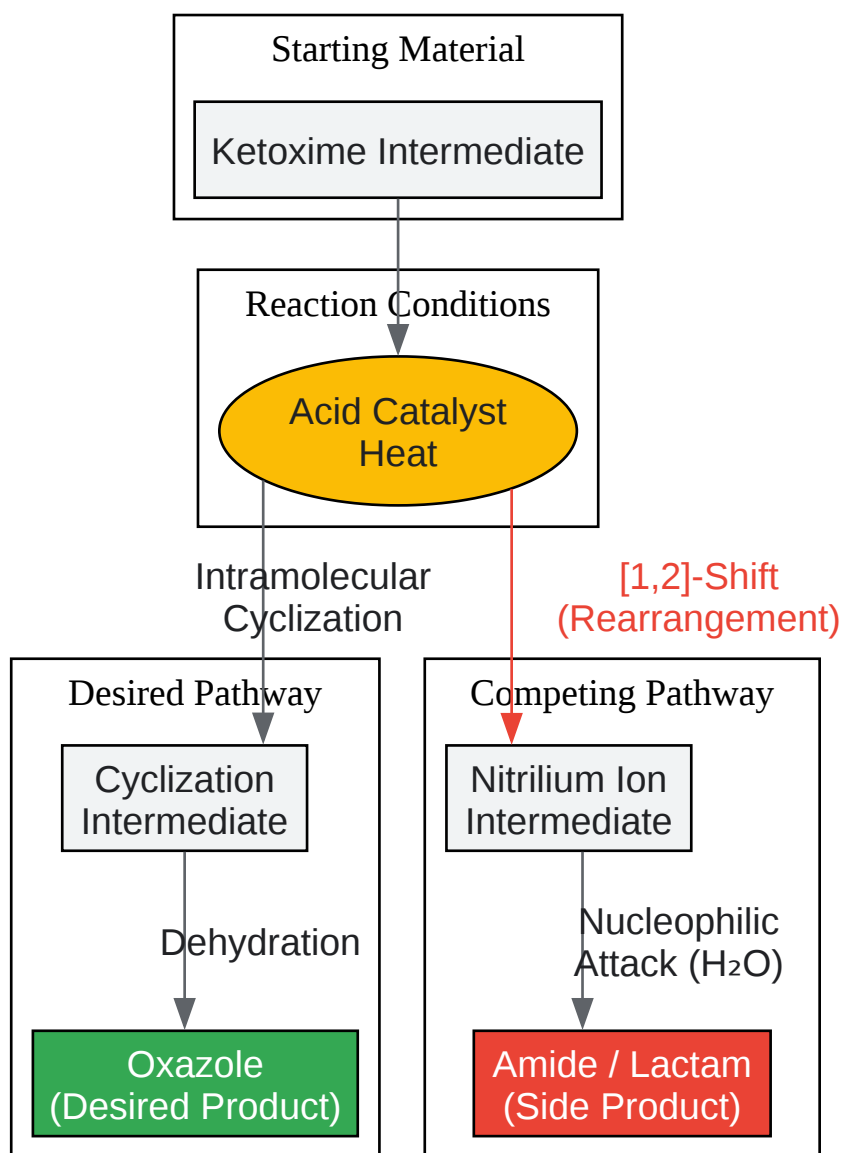 Starting Material
Ketoxime Intermediate
Reaction Conditions
Acid Catalyst
Heat
Intramolecular
Cyclization
[1,2]-Shift
(Rearrangement)
Desired Pathway
Cyclization
Intermediate
Dehydration
Oxazole
(Desired Product)
Competing Pathway
Nitrilium Ion
Intermediate
Nucleophilic
Attack (H₂O)
Amide / Lactam
(Side Product)